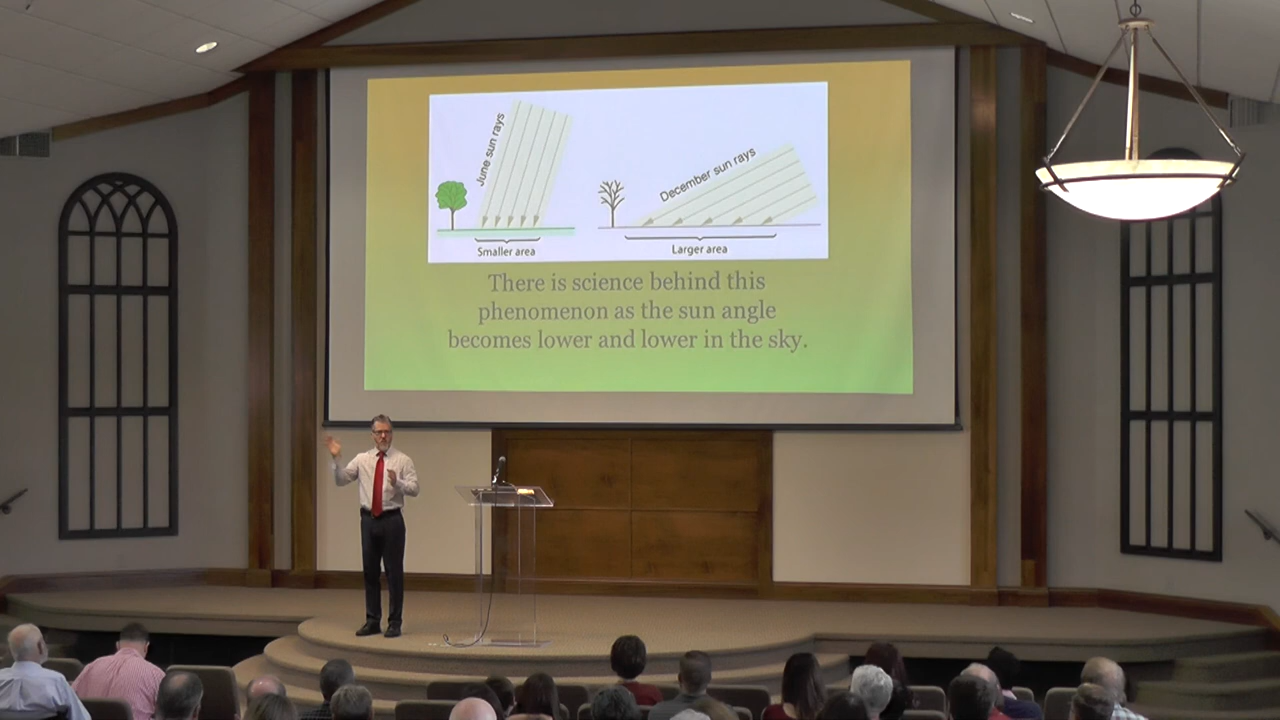 June sun rays
December sun rays
Smaller area
Larger area
There is science behind this
phenomenon as the sun angle
becomes lower and lower in the sky.